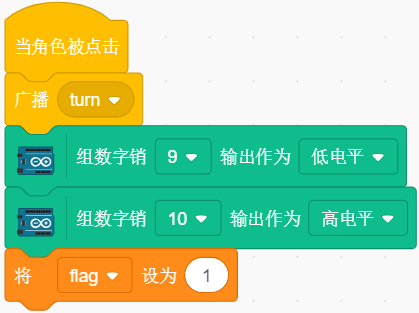 当角色被点击
广播 turn
组数字销 9 输出作为 低电平
组数字销 10 输出作为 高电平
将 flag 设为 1